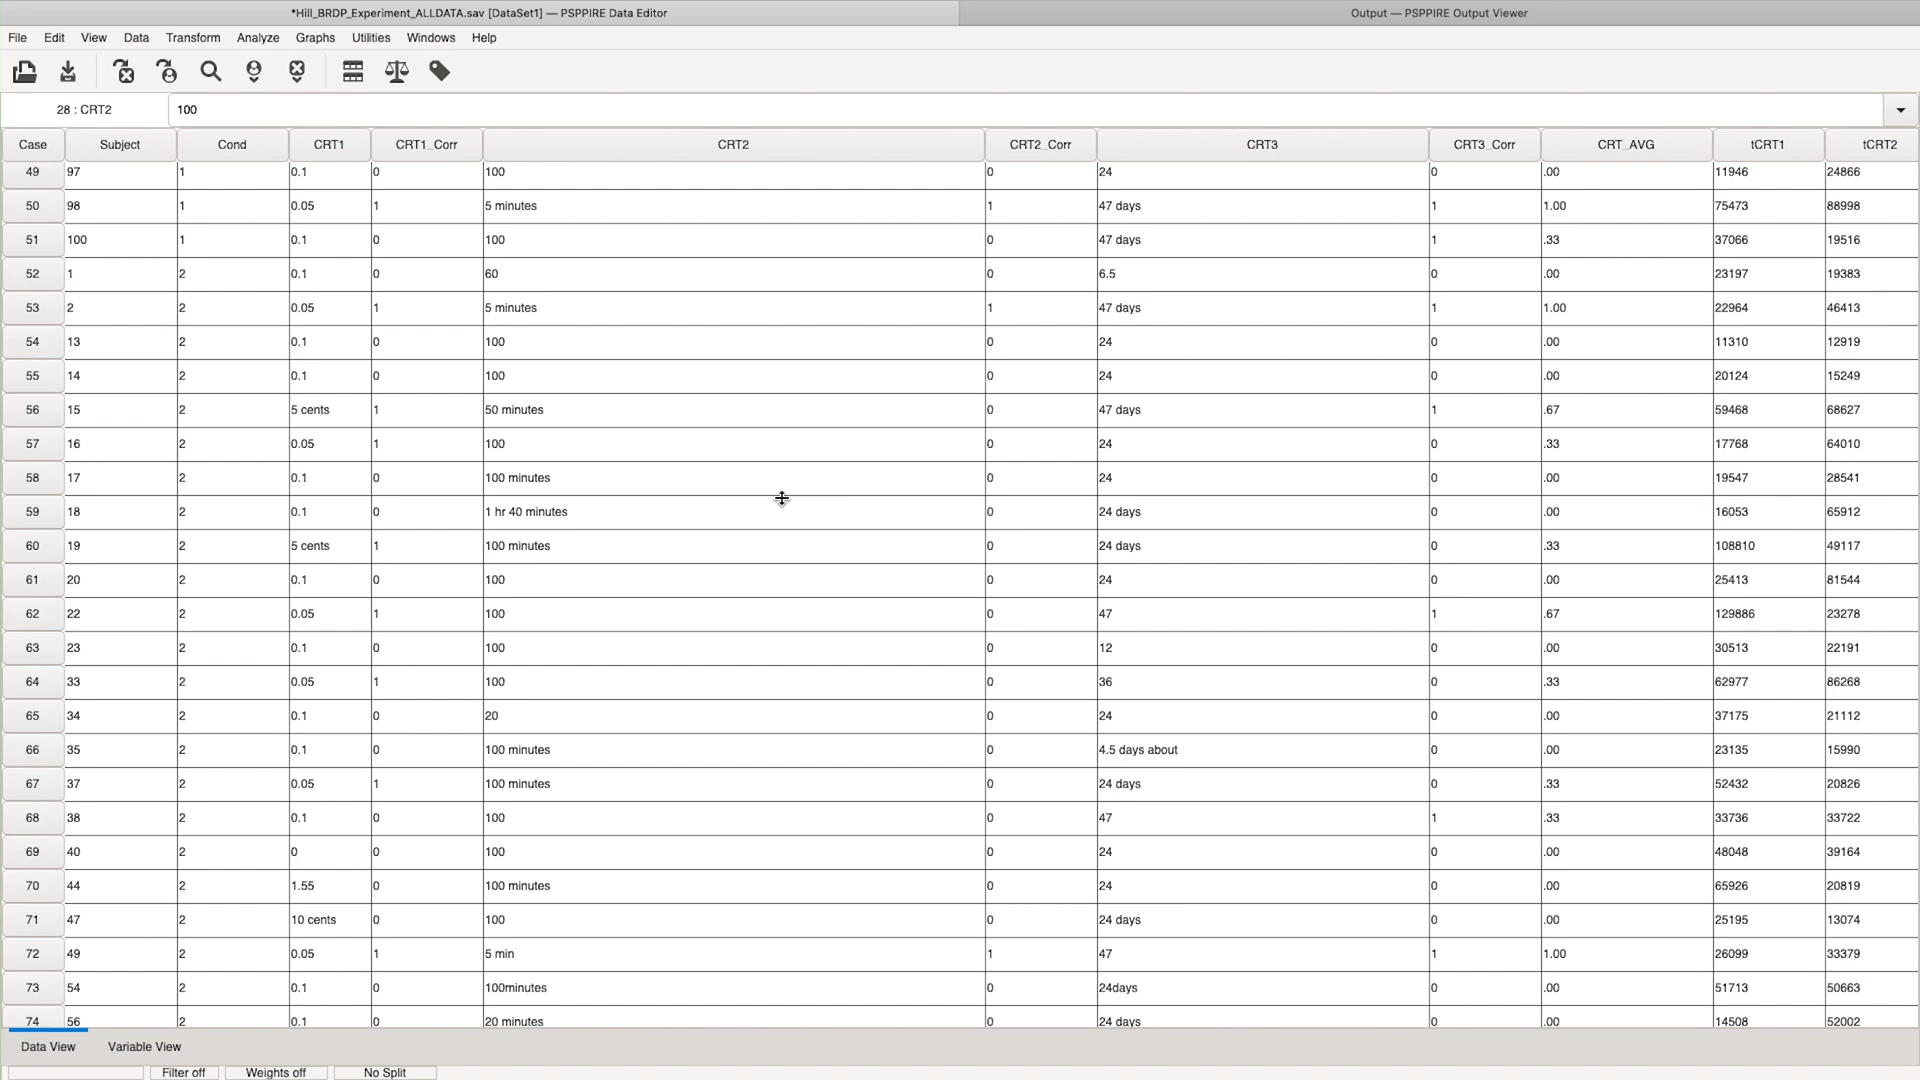 *Hill_BRDP_Experiment_ALLDATA.sav [DataSet1] — PSPPIRE Data Editor Output — PSPPIRE Output Viewer
File Edit View Data Transform Analyze Graphs Utilities Windows Help
28 : CRT2 100
Case Subject Cond CRT1 CRT1_Corr CRT2 CRT2_Corr CRT3 CRT3_Corr CRT_AVG tCRT1 tCRT2
49 97 1 0.1 0 100 0 24 0 .00 11946 24866
50 98 1 0.05 1 5 minutes 1 47 days 1 1.00 75473 88998
51 100 1 0.1 0 100 0 47 days 1 .33 37066 19516
52 1 2 0.1 0 60 0 6.5 0 .00 23197 19383
53 2 2 0.05 1 5 minutes 1 47 days 1 1.00 22964 46413
54 13 2 0.1 0 100 0 24 0 .00 11310 12919
55 14 2 0.1 0 100 0 24 0 .00 20124 15249
56 15 2 5 cents 1 50 minutes 0 47 days 1 .67 59468 68627
57 16 2 0.05 1 100 0 24 0 .33 17768 64010
58 17 2 0.1 0 100 minutes 0 24 0 .00 19547 28541
59 18 2 0.1 0 1 hr 40 minutes 0 24 days 0 .00 16053 65912
60 19 2 5 cents 1 100 minutes 0 24 days 0 .33 108810 49117
61 20 2 0.1 0 100 0 24 0 .00 25413 81544
62 22 2 0.05 1 100 0 47 1 .67 129886 23278
63 23 2 0.1 0 100 0 12 0 .00 30513 22191
64 33 2 0.05 1 100 0 36 0 .33 62977 86268
65 34 2 0.1 0 20 0 24 0 .00 37175 21112
66 35 2 0.1 0 100 minutes 0 4.5 days about 0 .00 23135 15990
67 37 2 0.05 1 100 minutes 0 24 days 0 .33 52432 20826
68 38 2 0.1 0 100 0 47 1 .33 33736 33722
69 40 2 0 0 100 0 24 0 .00 48048 39164
70 44 2 1.55 0 100 minutes 0 24 0 .00 65926 20819
71 47 2 10 cents 0 100 0 24 days 0 .00 25195 13074
72 49 2 0.05 1 5 min 1 47 1 1.00 26099 33379
73 54 2 0.1 0 100minutes 0 24days 0 .00 51713 50663
74 56 2 0.1 0 20 minutes 0 24 days 0 .00 14508 52002
Data View Variable View
Filter off Weights off No Split